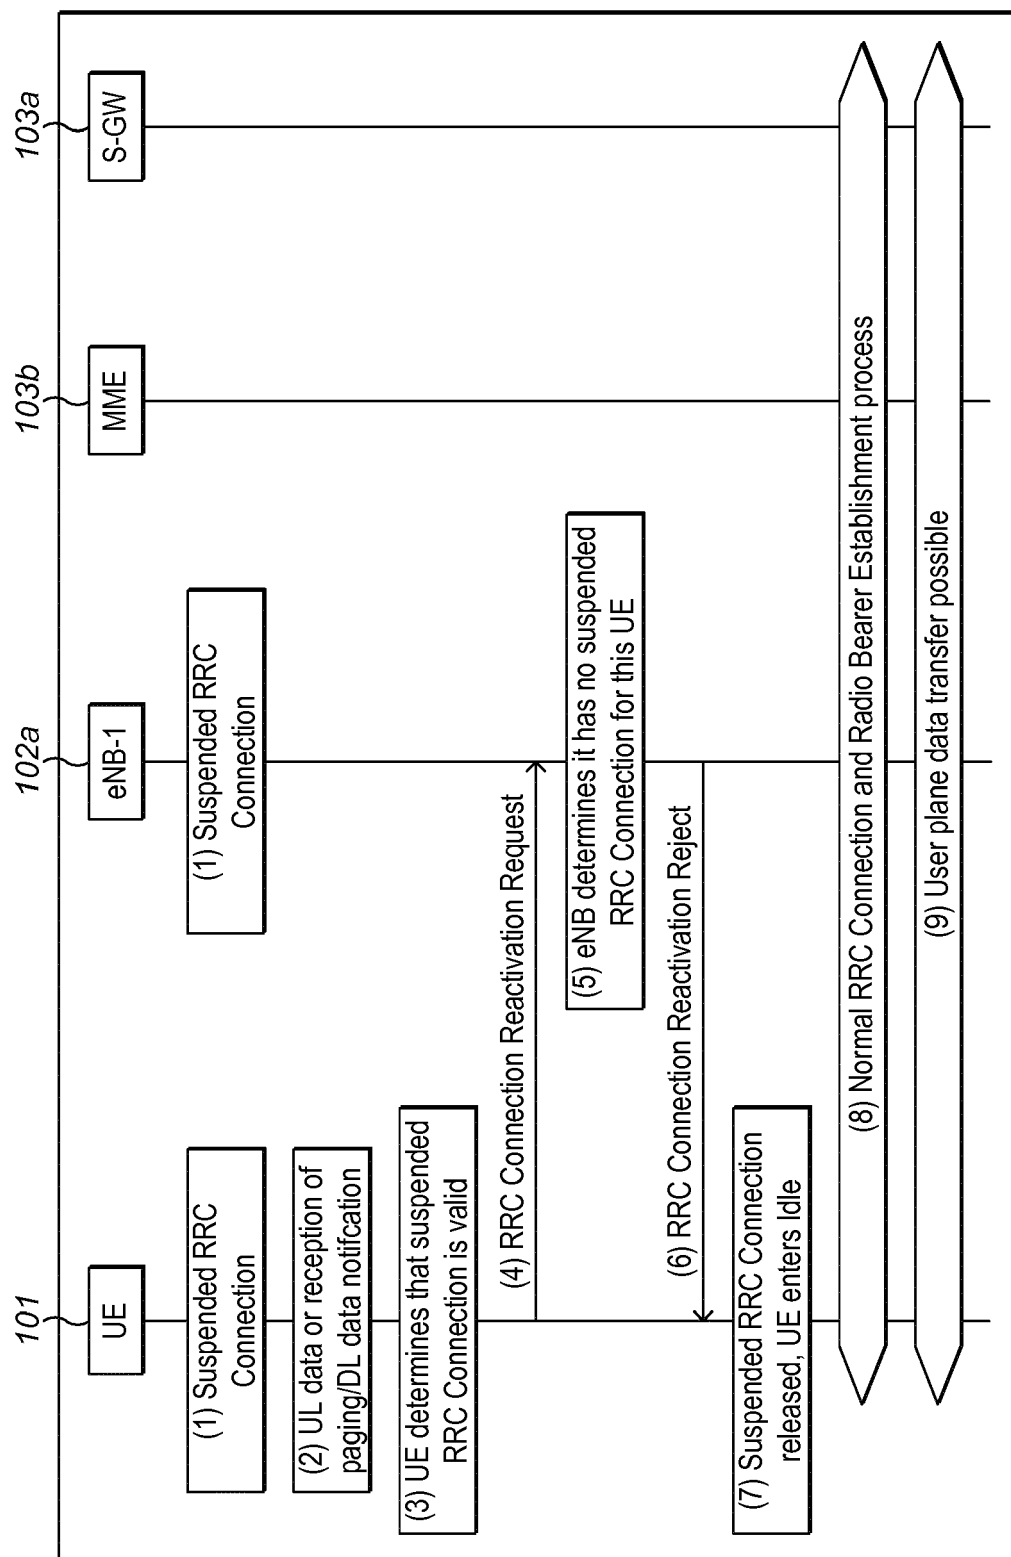 101
102a
103b
103a
UE
eNB-1
MME
S-GW
(1) Suspended RRC
Connection
(1) Suspended RRC
Connection
(2) UL data or reception of
paging/DL data notifcation
(3) UE determines that suspended
RRC Connection is valid
(4) RRC Connection Reactivation Request
(5) eNB determines it has no suspended
RRC Connection for this UE
(6) RRC Connection Reactivation Reject
(7) Suspended RRC Connection
released, UE enters Idle
(8) Normal RRC Connection and Radio Bearer Establishment process
(9) User plane data transfer possible